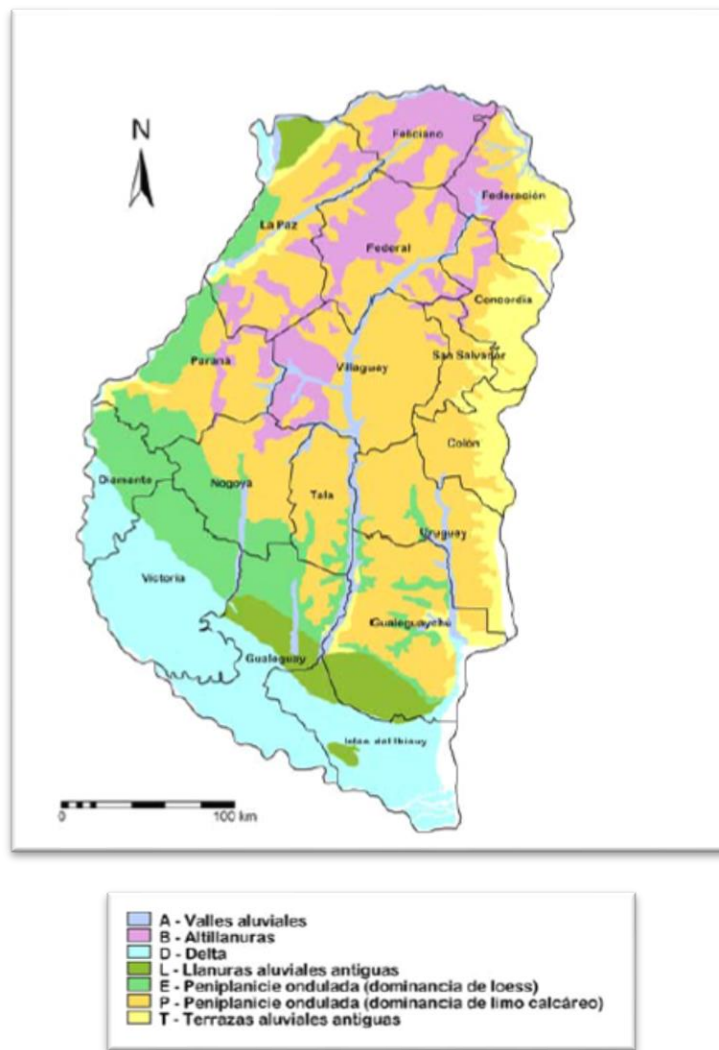 N
Feliciano
Federación
La Paz
Federal
Concordia
San Salvador
Paraná
Villaguay
Colón
Diamante
Nogoyá
Tala
Uruguay
Victoria
Gualeguaychú
Gualeguay
Islas del Ibicuy
0 100 km
A - Valles aluviales
B - Altillanuras
D - Delta
L - Llanuras aluviales antiguas
E - Peniplanicie ondulada (dominancia de loess)
P - Peniplanicie ondulada (dominancia de limo calcáreo)
T - Terrazas aluviales antiguas